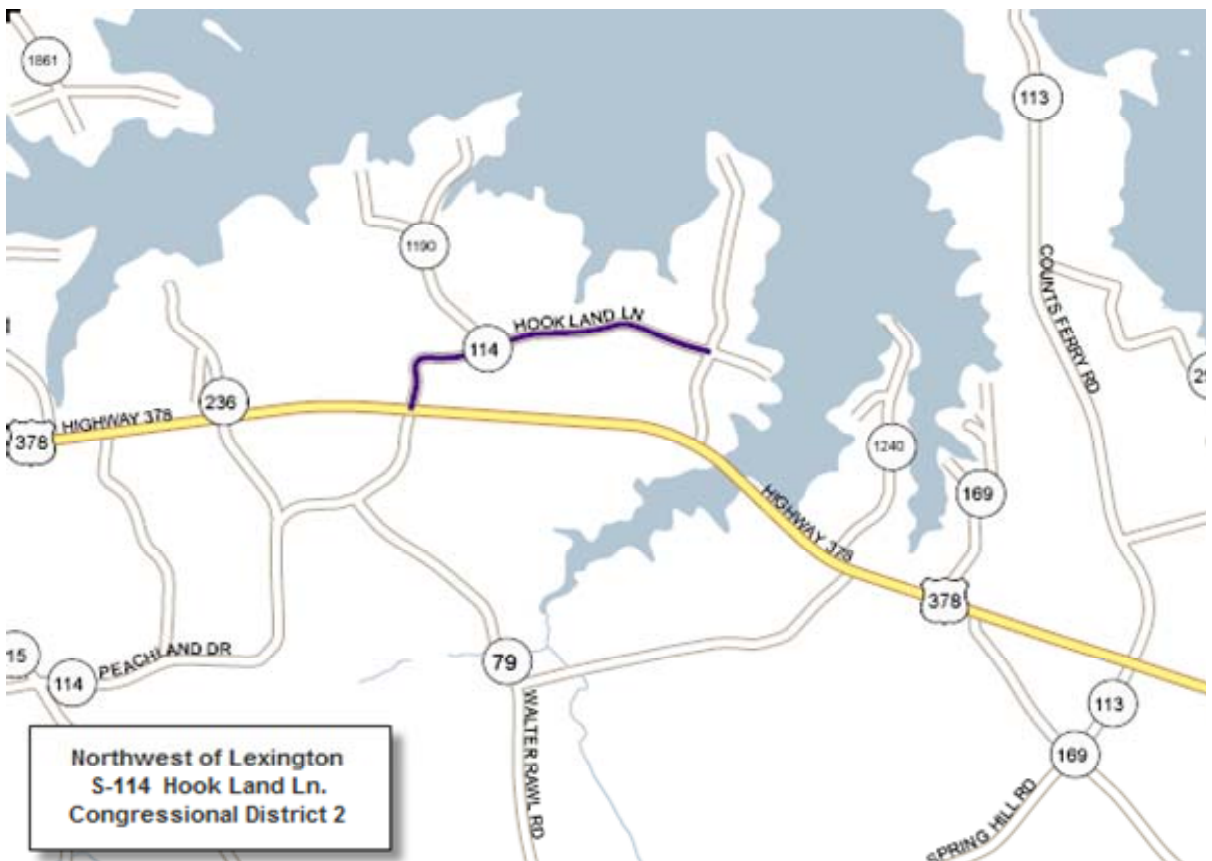 1861
113
1190
COUNTS FERRY RD
HOOK LAND LN
114
236
HIGHWAY 378
378
1240
169
HIGHWAY 378
378
79
PEACHLAND DR
114
15
WALTER RAWL RD
113
169
SPRING HILL RD
Northwest of Lexington
S-114 Hook Land Ln.
Congressional District 2